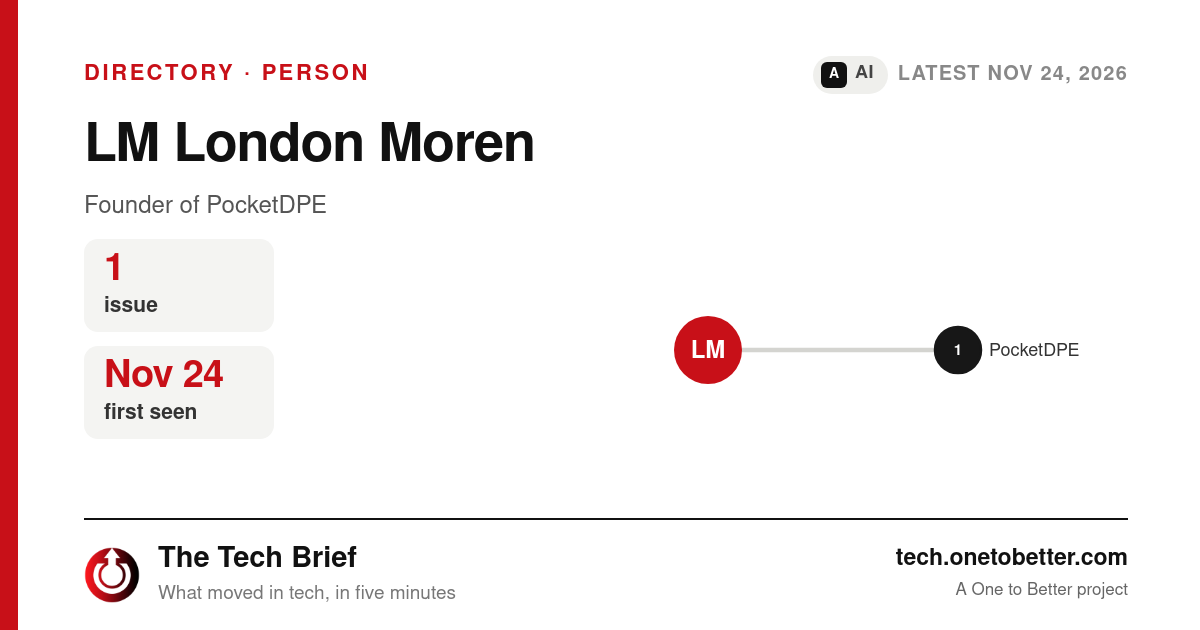 DIRECTORY · PERSON
A AI LATEST NOV 24, 2026
LM London Moren
Founder of PocketDPE
1
issue
Nov 24
first seen
LM
1 PocketDPE
The Tech Brief
What moved in tech, in five minutes
tech.onetobetter.com
A One to Better project